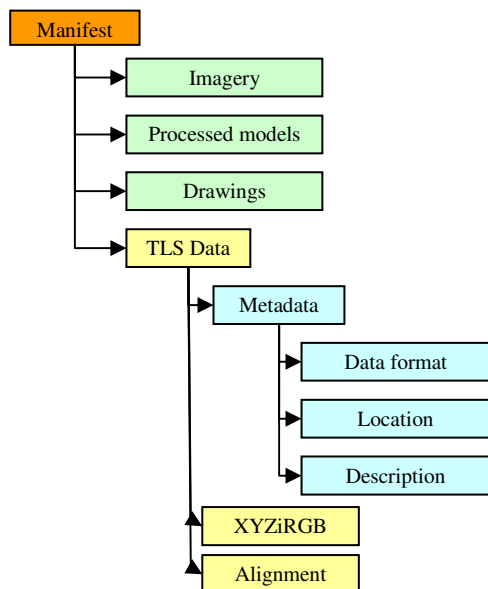 Manifest
Imagery
Processed models
Drawings
TLS Data
Metadata
Data format
Location
Description
XYZiRGB
Alignment